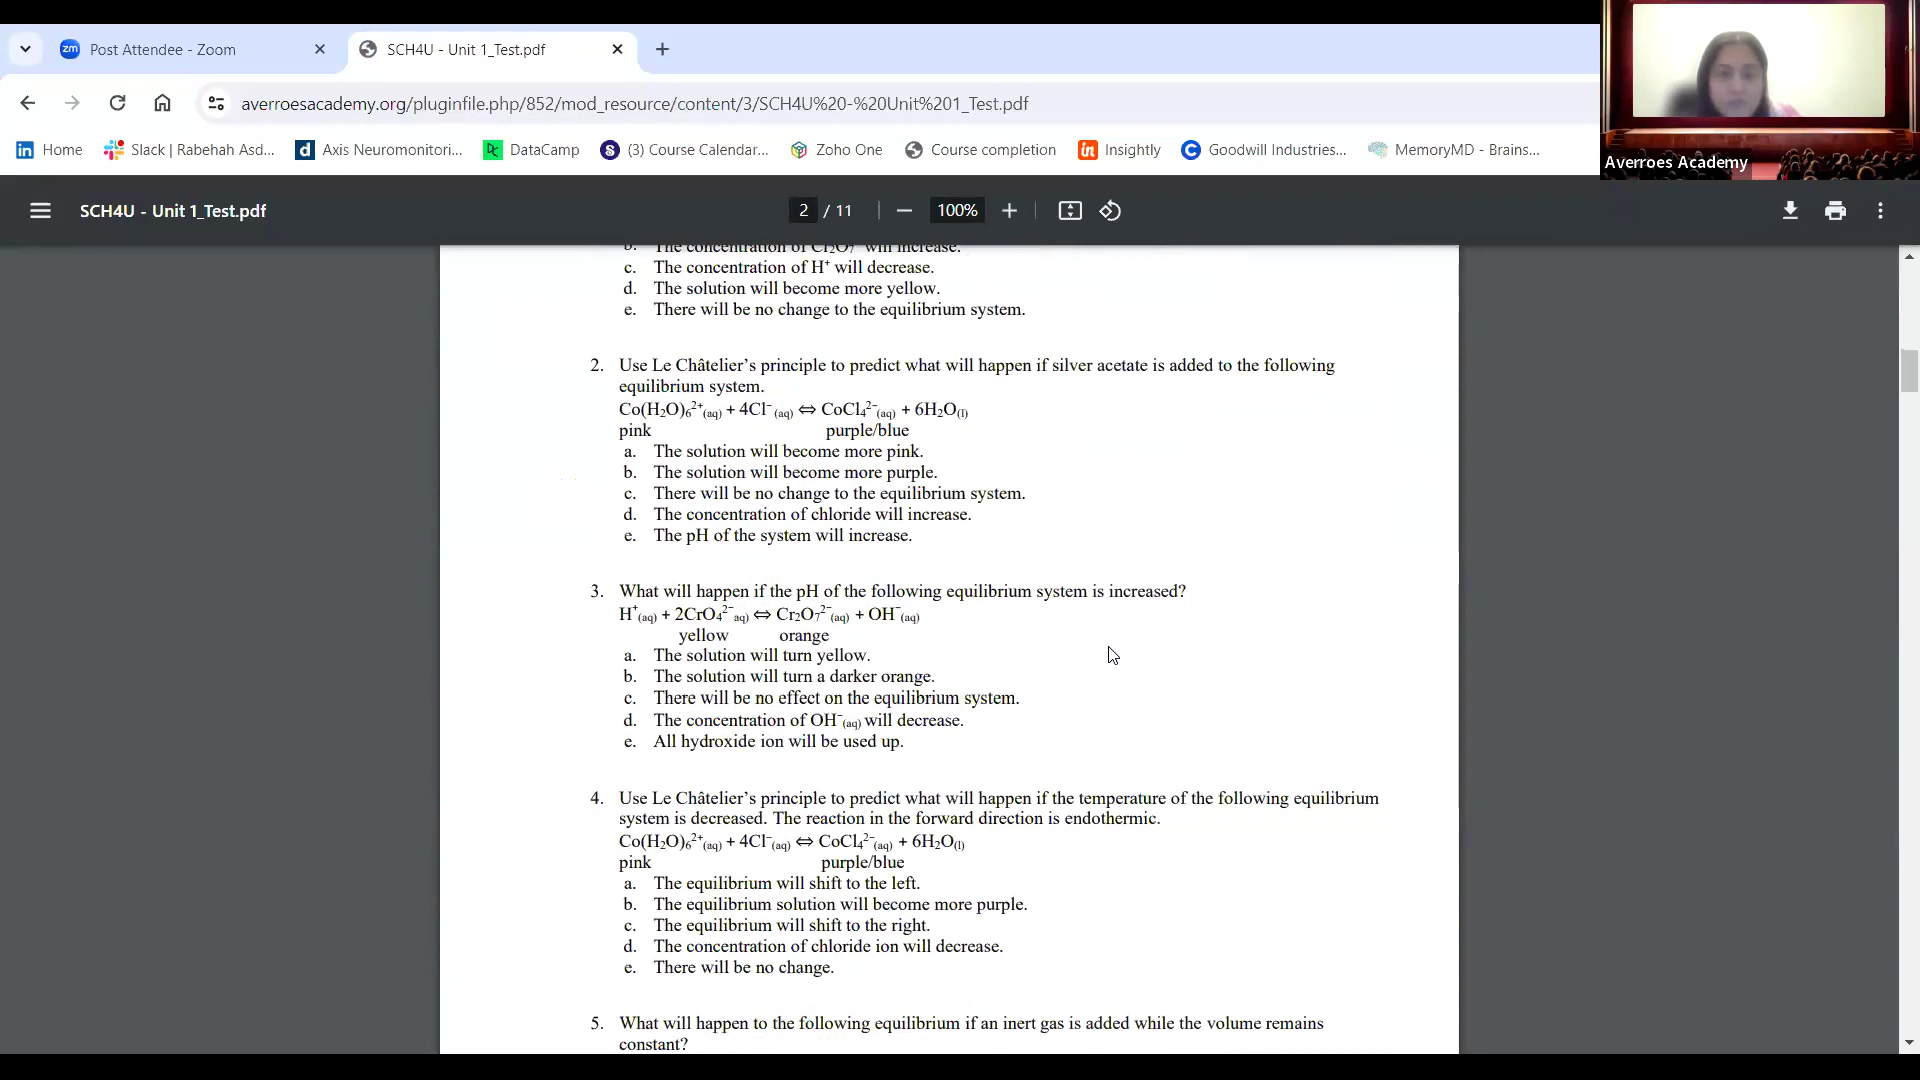 zm Post Attendee - Zoom
SCH4U - Unit 1_Test.pdf
averroesacademy.org/pluginfile.php/852/mod_resource/content/3/SCH4U%20-%20Unit%201_Test.pdf
in Home
Slack | Rabehah Asd...
d Axis Neuromonitori...
DC DataCamp
S (3) Course Calendar...
Zoho One
Course completion
in Insightly
C Goodwill Industries...
MemoryMD - Brains...
Averroes Academy
SCH4U - Unit 1_Test.pdf
2 / 11
100%
b. The concentration of Cr₂O₇²⁻ will increase.
c. The concentration of H⁺ will decrease.
d. The solution will become more yellow.
e. There will be no change to the equilibrium system.
2. Use Le Châtelier’s principle to predict what will happen if silver acetate is added to the following
equilibrium system.
Co(H₂O)₆²⁺(aq) + 4Cl⁻(aq) ⇔ CoCl₄²⁻(aq) + 6H₂O(l)
pink purple/blue
a. The solution will become more pink.
b. The solution will become more purple.
c. There will be no change to the equilibrium system.
d. The concentration of chloride will increase.
e. The pH of the system will increase.
3. What will happen if the pH of the following equilibrium system is increased?
H⁺(aq) + 2CrO₄²⁻ aq) ⇔ Cr₂O₇²⁻(aq) + OH⁻(aq)
yellow orange
a. The solution will turn yellow.
b. The solution will turn a darker orange.
c. There will be no effect on the equilibrium system.
d. The concentration of OH⁻(aq) will decrease.
e. All hydroxide ion will be used up.
4. Use Le Châtelier’s principle to predict what will happen if the temperature of the following equilibrium
system is decreased. The reaction in the forward direction is endothermic.
Co(H₂O)₆²⁺(aq) + 4Cl⁻(aq) ⇔ CoCl₄²⁻(aq) + 6H₂O(l)
pink purple/blue
a. The equilibrium will shift to the left.
b. The equilibrium solution will become more purple.
c. The equilibrium will shift to the right.
d. The concentration of chloride ion will decrease.
e. There will be no change.
5. What will happen to the following equilibrium if an inert gas is added while the volume remains
constant?